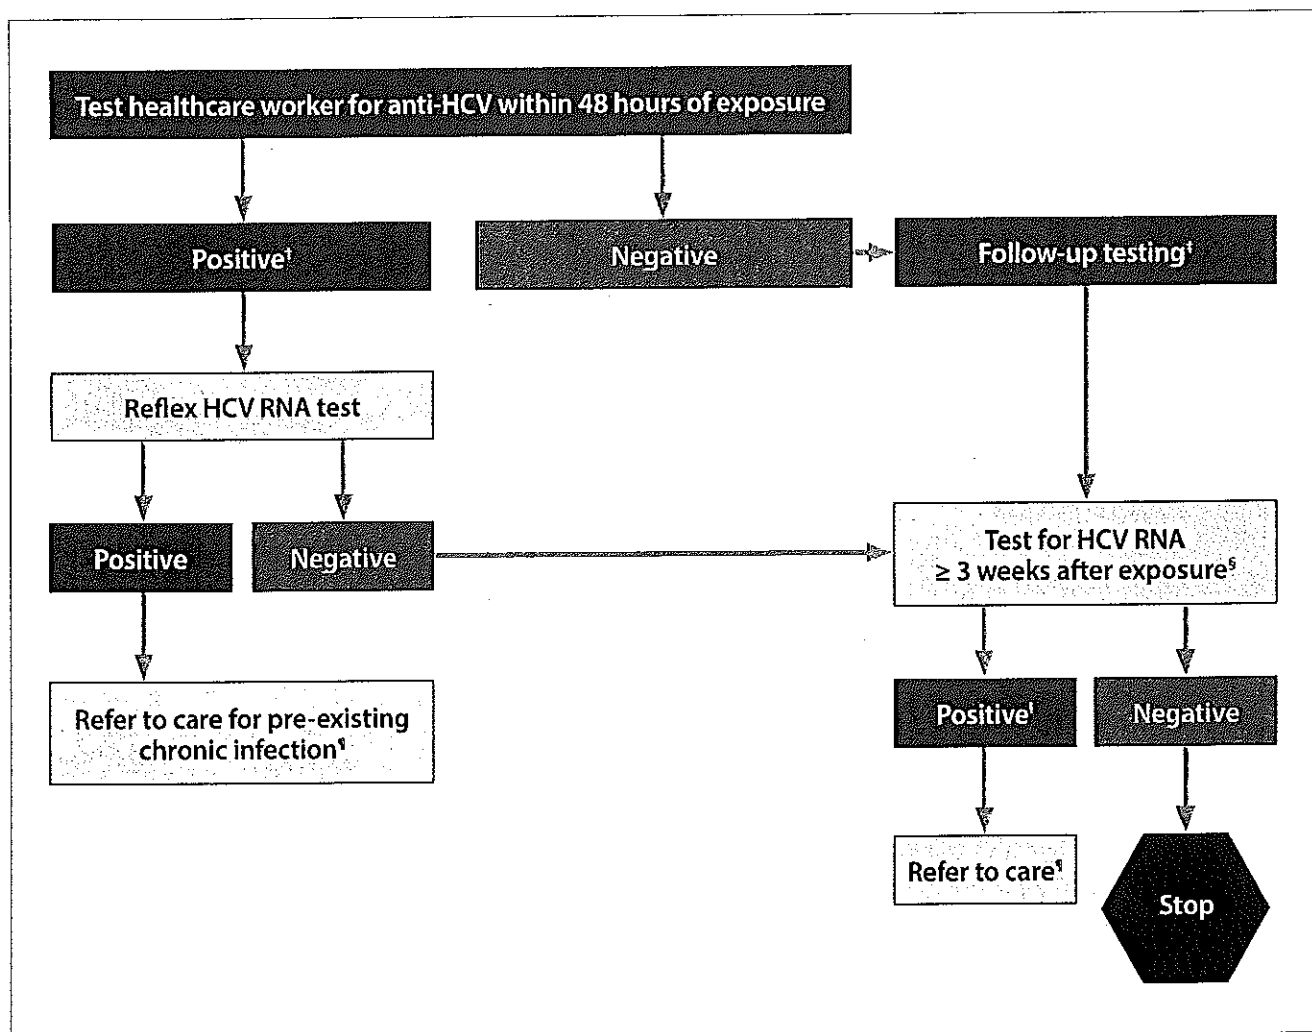 Test healthcare worker for anti-HCV within 48 hours of exposure
Positive†
Negative
Follow-up testing‡
Reflex HCV RNA test
Positive
Negative
Test for HCV RNA
≥ 3 weeks after exposure§
Refer to care for pre-existing
chronic infection¶
Positive†
Negative
Refer to care¶
Stop